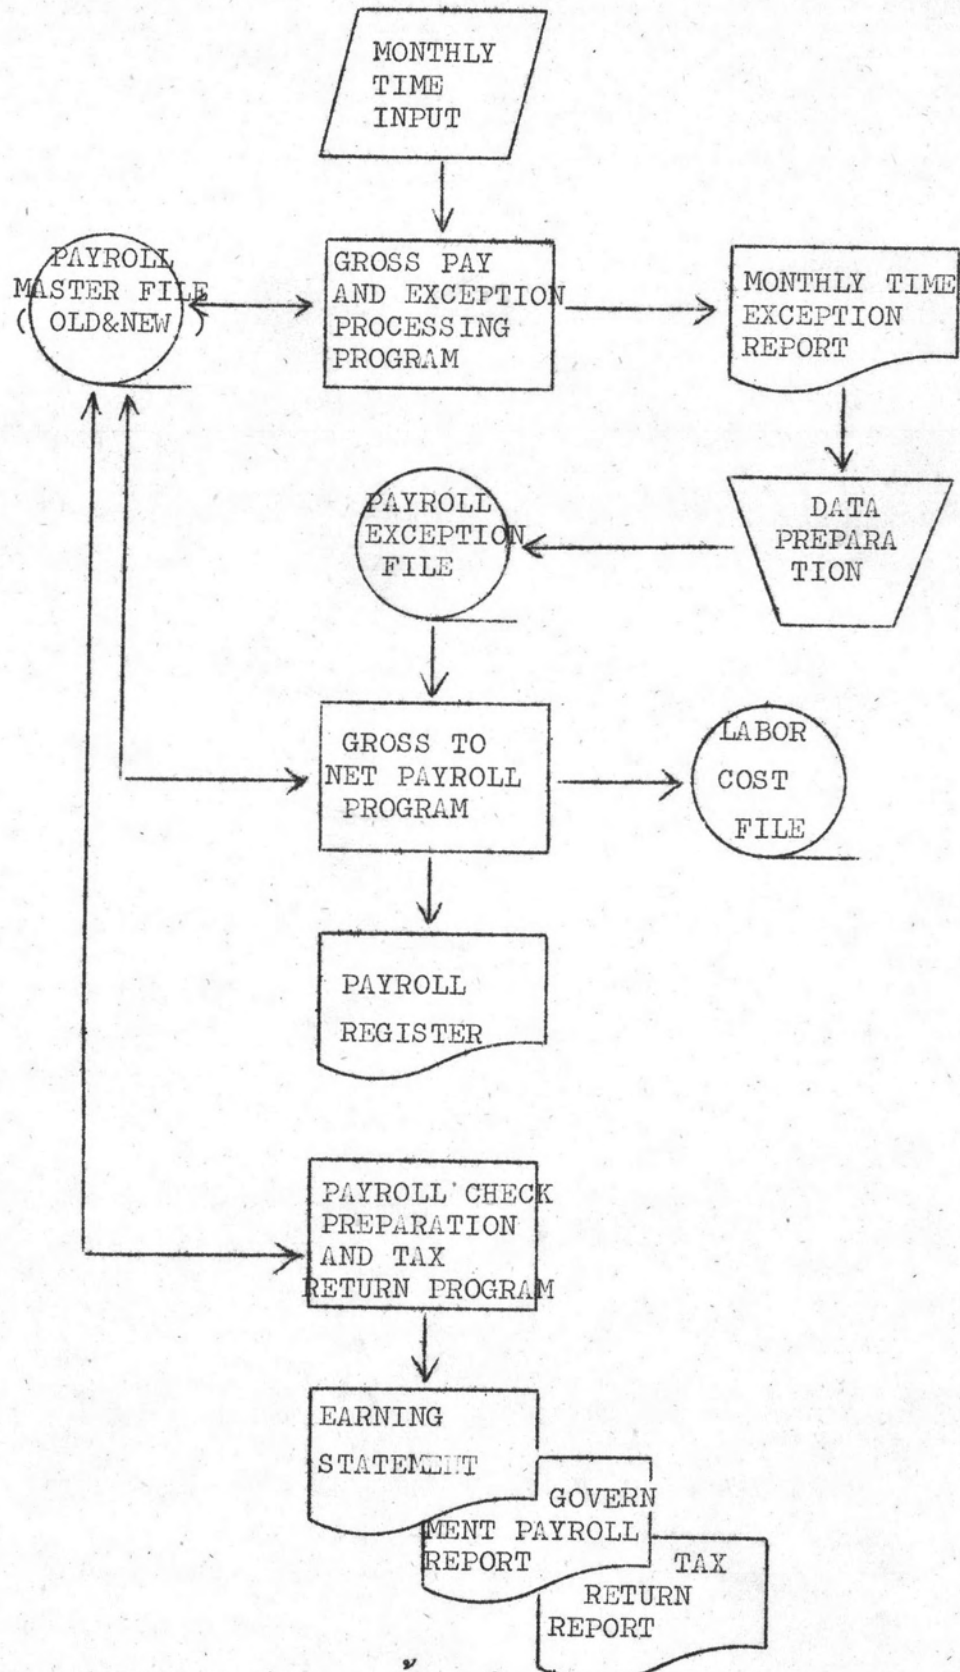 MONTHLY
TIME
INPUT
PAYROLL
MASTER FILE
( OLD&NEW )
GROSS PAY
AND EXCEPTION
PROCESSING
PROGRAM
MONTHLY TIME
EXCEPTION
REPORT
PAYROLL
EXCEPTION
FILE
DATA
PREPARA
TION
GROSS TO
NET PAYROLL
PROGRAM
LABOR
COST
FILE
PAYROLL
REGISTER
PAYROLL CHECK
PREPARATION
AND TAX
RETURN PROGRAM
EARNING
STATEMENT
GOVERN
MENT PAYROLL
REPORT
TAX
RETURN
REPORT